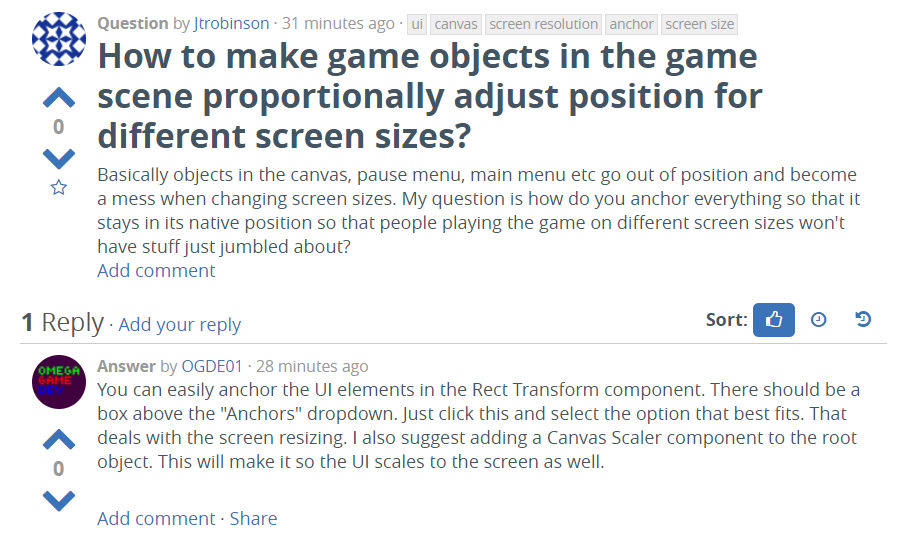 Question by Jtrobinson · 31 minutes ago · ui canvas screen resolution anchor screen size
How to make game objects in the game
scene proportionally adjust position for
different screen sizes?
0
Basically objects in the canvas, pause menu, main menu etc go out of position and become
a mess when changing screen sizes. My question is how do you anchor everything so that it
stays in its native position so that people playing the game on different screen sizes won't
have stuff just jumbled about?
Add comment
1 Reply · Add your reply
Sort:
OMEGA
GAME
DEV
Answer by OGDE01 · 28 minutes ago
You can easily anchor the UI elements in the Rect Transform component. There should be a
box above the "Anchors" dropdown. Just click this and select the option that best fits. That
deals with the screen resizing. I also suggest adding a Canvas Scaler component to the root
object. This will make it so the UI scales to the screen as well.
0
Add comment · Share